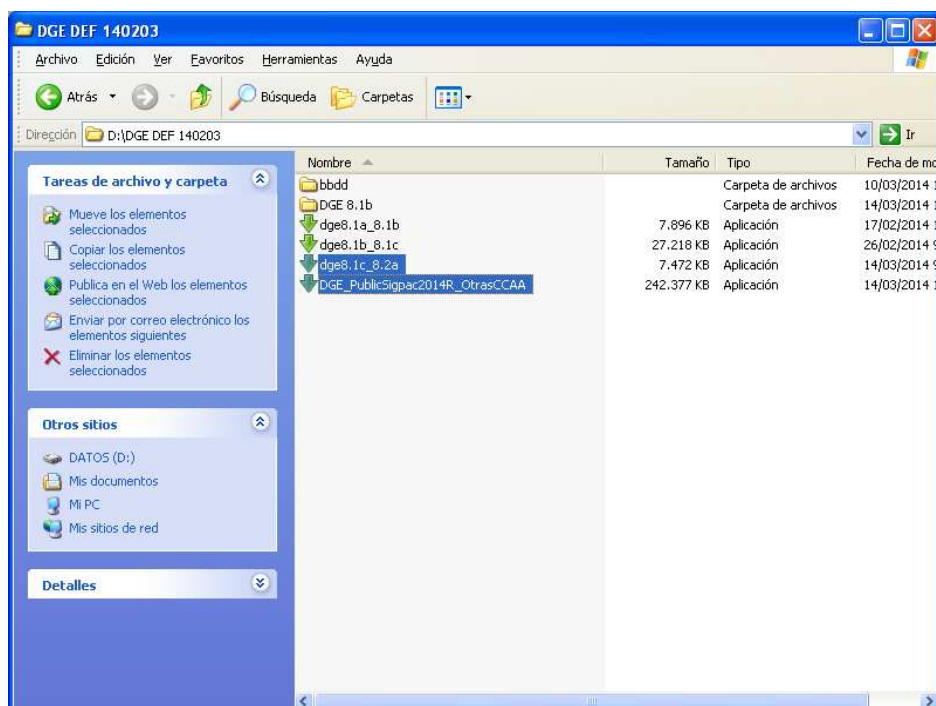 DGE DEF 140203
Archivo Edición Ver Favoritos Herramientas Ayuda
Atrás Búsqueda Carpetas
Dirección D:\DGE DEF 140203 Ir
Tareas de archivo y carpeta
Mueve los elementos
seleccionados
Copiar los elementos
seleccionados
Publica en el Web los elementos
seleccionados
Enviar por correo electrónico los
elementos siguientes
Eliminar los elementos
seleccionados
Otros sitios
DATOS (D:)
Mis documentos
Mi PC
Mis sitios de red
Detalles
Nombre Tamaño Tipo Fecha de mo
bbdd Carpeta de archivos 10/03/2014 1
DGE 8.1b Carpeta de archivos 14/03/2014 1
dge8.1a_8.1b 7.896 KB Aplicación 17/02/2014 1
dge8.1b_8.1c 27.218 KB Aplicación 26/02/2014 9
dge8.1c_8.2a 7.472 KB Aplicación 14/03/2014 9
DGE_PublicSigpac2014R_OtrasCCAA 242.377 KB Aplicación 14/03/2014 1